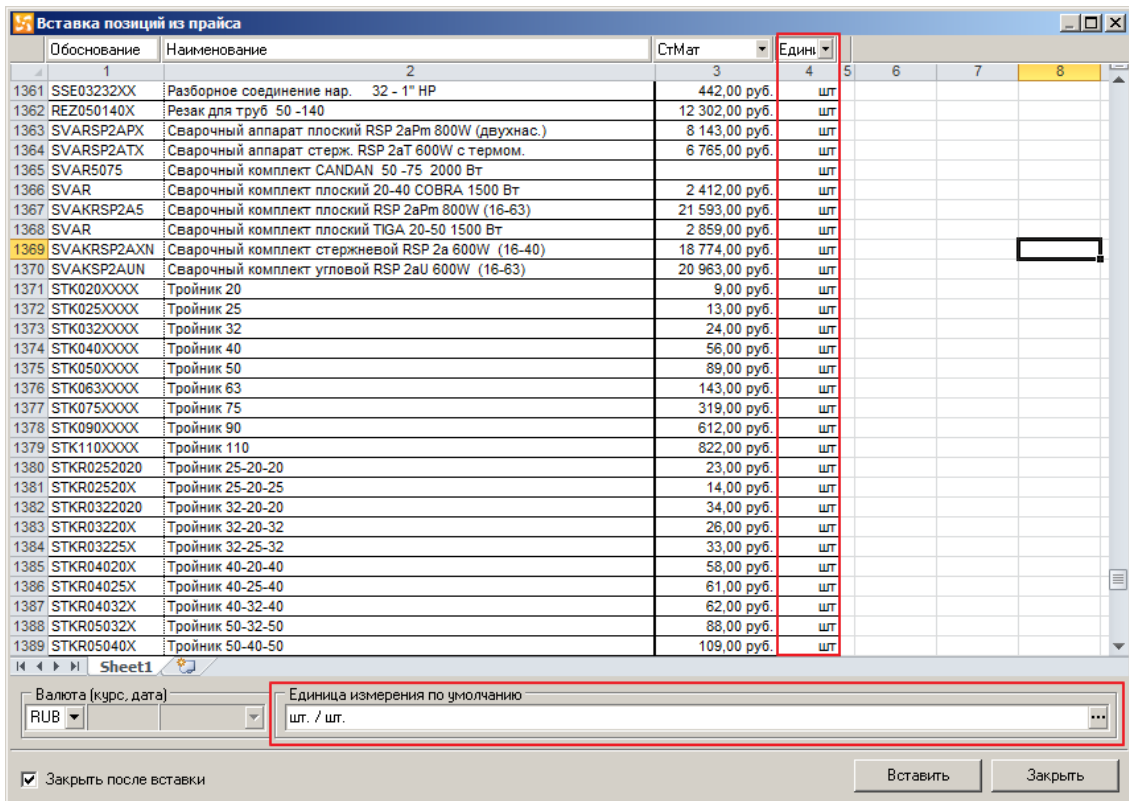 Вставка позиций из прайса
Обоснование Наименование СтМат Едини
1 2 3 4 5 6 7 8
1361 SSE03232XX Разборное соединение нар. 32 - 1" НР 442,00 руб. шт
1362 REZ050140X Резак для труб 50 -140 12 302,00 руб. шт
1363 SVARSP2APX Сварочный аппарат плоский RSP 2aPm 800W (двухнас.) 8 143,00 руб. шт
1364 SVARSP2ATX Сварочный аппарат стерж. RSP 2aT 600W с термом. 6 765,00 руб. шт
1365 SVAR5075 Сварочный комплект CANDAN 50 -75 2000 Вт шт
1366 SVAR Сварочный комплект плоский 20-40 COBRA 1500 Вт 2 412,00 руб. шт
1367 SVAKRSP2A5 Сварочный комплект плоский RSP 2aPm 800W (16-63) 21 593,00 руб. шт
1368 SVAR Сварочный комплект плоский TIGA 20-50 1500 Вт 2 859,00 руб. шт
1369 SVAKRSP2AXN Сварочный комплект стержневой RSP 2a 600W (16-40) 18 774,00 руб. шт
1370 SVAKSP2AUN Сварочный комплект угловой RSP 2aU 600W (16-63) 20 963,00 руб. шт
1371 STK020XXXX Тройник 20 9,00 руб. шт
1372 STK025XXXX Тройник 25 13,00 руб. шт
1373 STK032XXXX Тройник 32 24,00 руб. шт
1374 STK040XXXX Тройник 40 56,00 руб. шт
1375 STK050XXXX Тройник 50 89,00 руб. шт
1376 STK063XXXX Тройник 63 143,00 руб. шт
1377 STK075XXXX Тройник 75 319,00 руб. шт
1378 STK090XXXX Тройник 90 612,00 руб. шт
1379 STK110XXXX Тройник 110 822,00 руб. шт
1380 STKR0252020 Тройник 25-20-20 23,00 руб. шт
1381 STKR02520X Тройник 25-20-25 14,00 руб. шт
1382 STKR0322020 Тройник 32-20-20 34,00 руб. шт
1383 STKR03220X Тройник 32-20-32 26,00 руб. шт
1384 STKR03225X Тройник 32-25-32 33,00 руб. шт
1385 STKR04020X Тройник 40-20-40 58,00 руб. шт
1386 STKR04025X Тройник 40-25-40 61,00 руб. шт
1387 STKR04032X Тройник 40-32-40 62,00 руб. шт
1388 STKR05032X Тройник 50-32-50 88,00 руб. шт
1389 STKR05040X Тройник 50-40-50 109,00 руб. шт
Sheet1
Валюта (курс, дата) Единица измерения по умолчанию
RUB шт. / шт. ...
Закрыть после вставки Вставить Закрыть